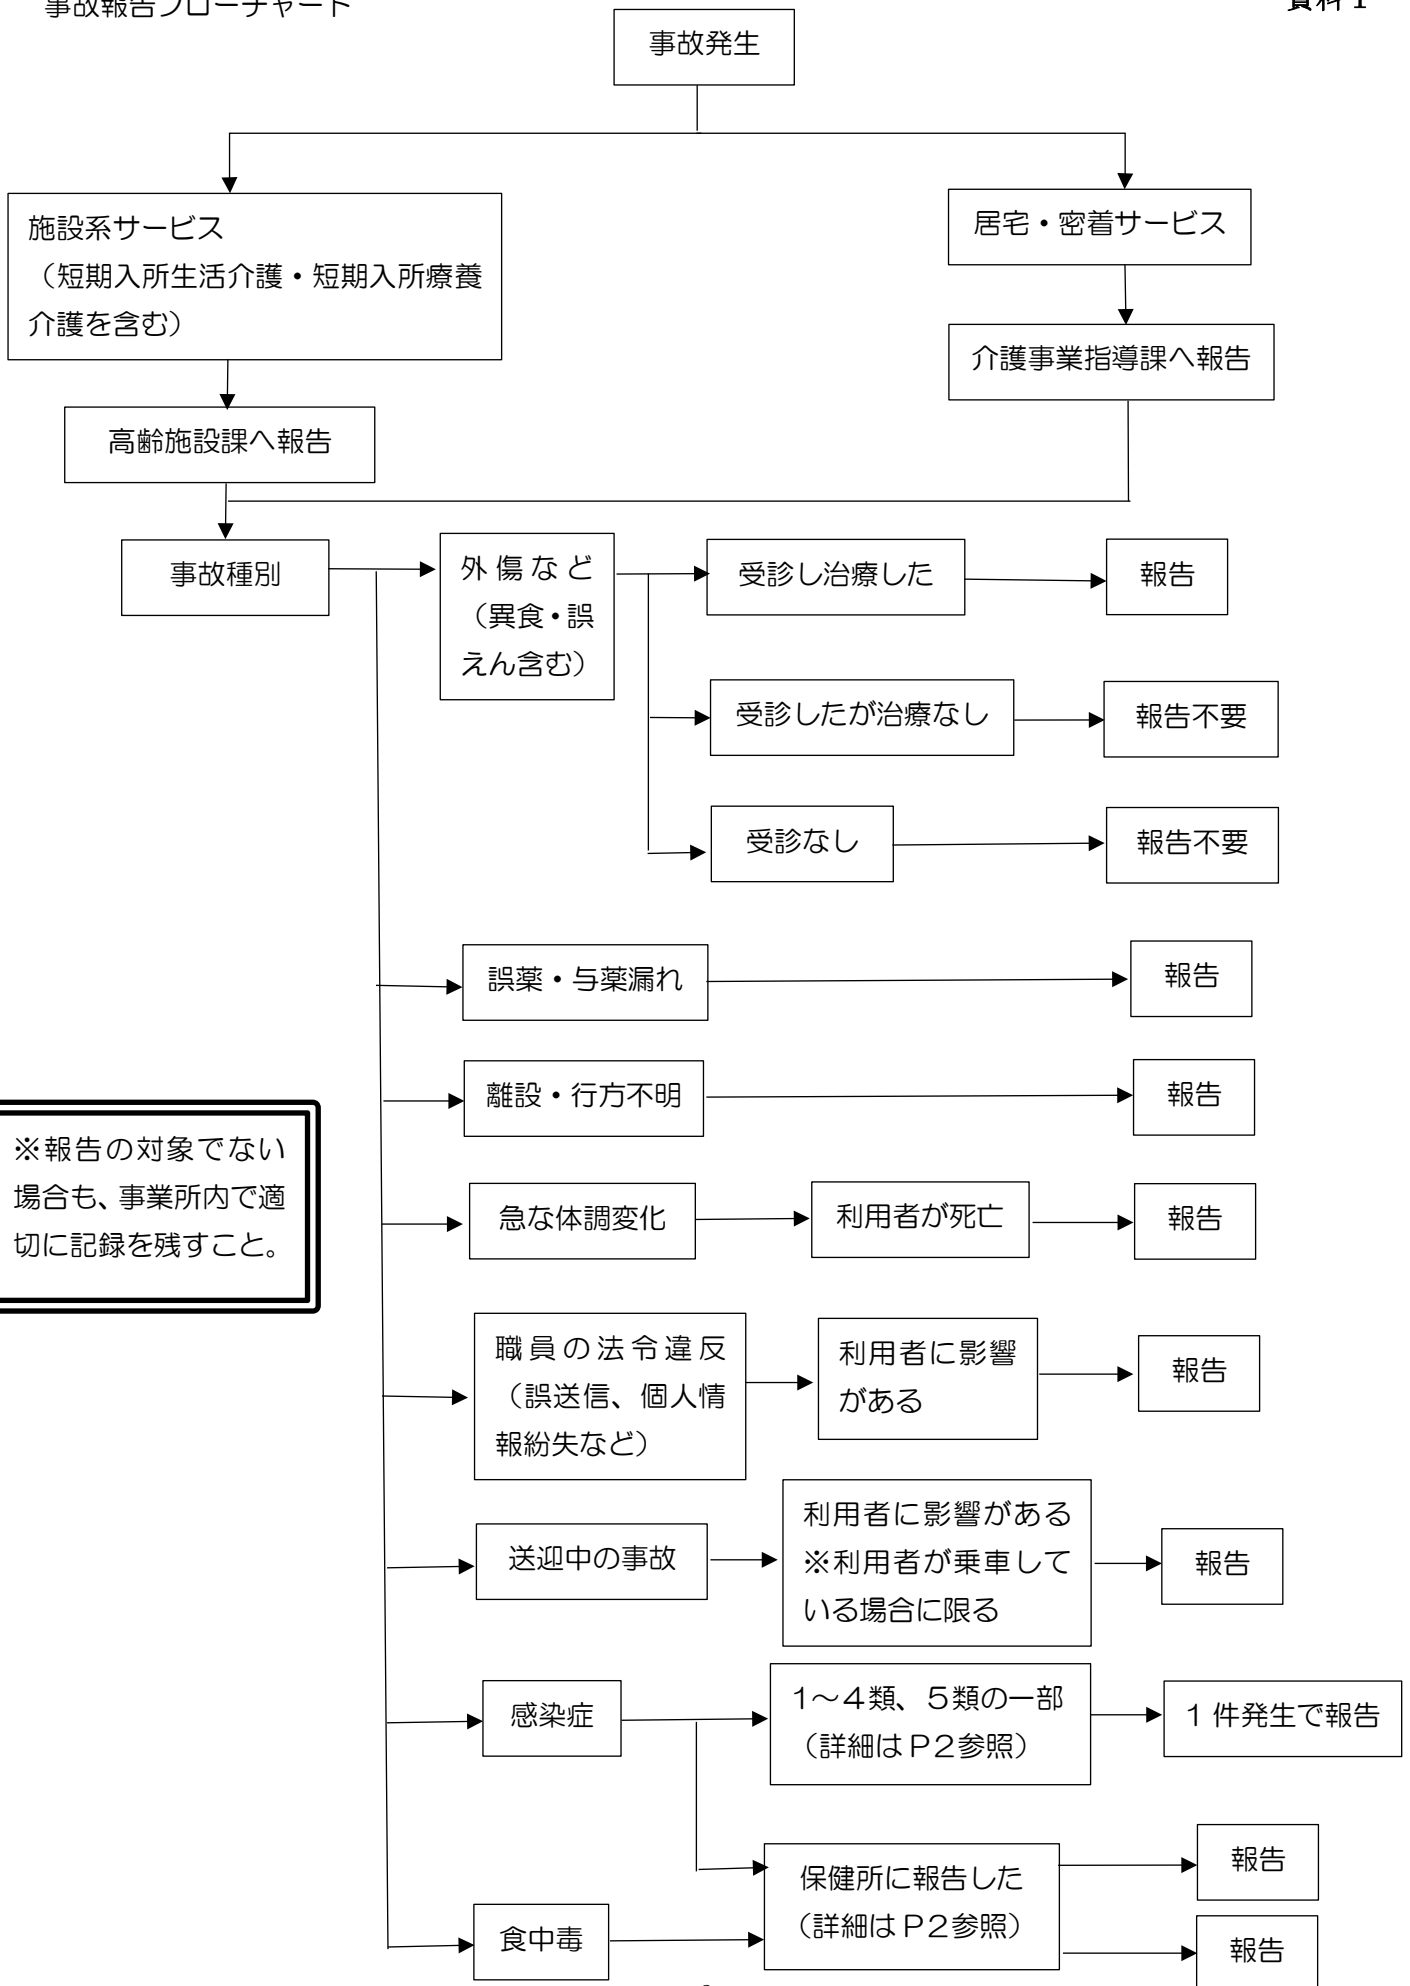 事故報告フローチャート
資料１
事故発生
施設系サービス
（短期入所生活介護・短期入所療養
介護を含む）
居宅・密着サービス
介護事業指導課へ報告
高齢施設課へ報告
事故種別
外傷など
（異食・誤
えん含む）
受診し治療した
報告
受診したが治療なし
報告不要
受診なし
報告不要
誤薬・与薬漏れ
報告
離設・行方不明
報告
※報告の対象でない
場合も、事業所内で適
切に記録を残すこと。
急な体調変化
利用者が死亡
報告
職員の法令違反
（誤送信、個人情
報紛失など）
利用者に影響
がある
報告
送迎中の事故
利用者に影響がある
※利用者が乗車して
いる場合に限る
報告
感染症
1～４類、５類の一部
（詳細はＰ２参照）
１件発生で報告
保健所に報告した
（詳細はＰ２参照）
報告
食中毒
報告